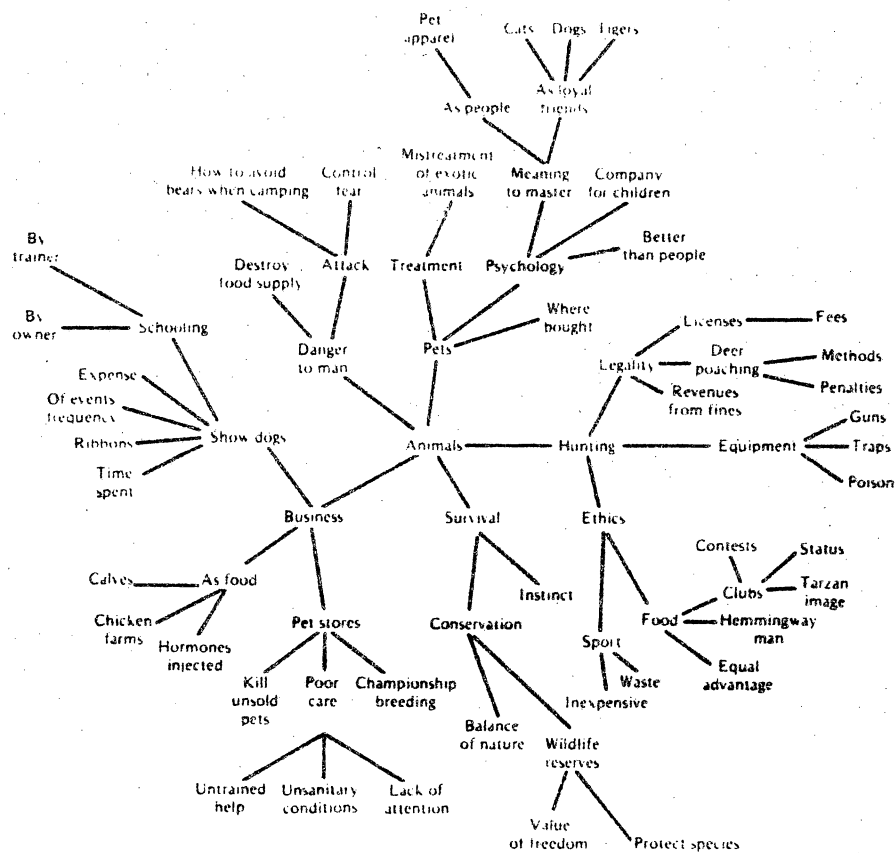 Pet
apparel
Cats
Dogs
Tigers
As people
As loyal
friends
How to avoid
bears when camping
Control
fear
Mistreatment
of exotic
animals
Meaning
to master
Company
for children
By
trainer
Destroy
food supply
Attack
Treatment
Psychology
Better
than people
By
owner
Schooling
Danger
to man
Pets
Where
bought
Licenses
Fees
Legality
Deer
poaching
Methods
Penalties
Revenues
from fines
Expense
Of events
frequency
Ribbons
Time
spent
Show dogs
Animals
Hunting
Equipment
Guns
Traps
Poison
Business
Survival
Ethics
Contests
Status
Calves
As food
Instinct
Clubs
Tarzan
image
Chicken
farms
Hormones
injected
Pet stores
Conservation
Food
Hemmingway
man
Sport
Equal
advantage
Kill
unsold
pets
Poor
care
Championship
breeding
Waste
Inexpensive
Balance
of nature
Wildlife
reserves
Untrained
help
Unsanitary
conditions
Lack of
attention
Value
of freedom
Protect species